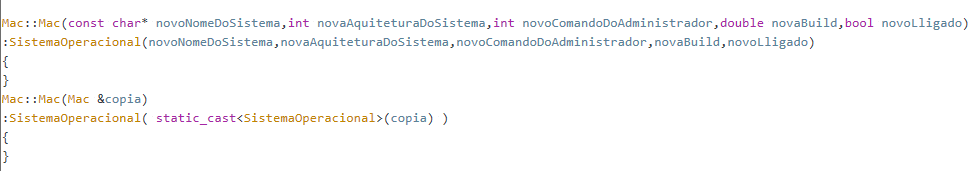 Mac::Mac(const char* novoNomeDoSistema,int novaAquiteturaDoSistema,int novoComandoDoAdministrador,double novaBuild,bool novoLligado)
:SistemaOperacional(novoNomeDoSistema,novaAquiteturaDoSistema,novoComandoDoAdministrador,novaBuild,novoLligado)
{
}
Mac::Mac(Mac &copia)
:SistemaOperacional( static_cast<SistemaOperacional>(copia) )
{
}